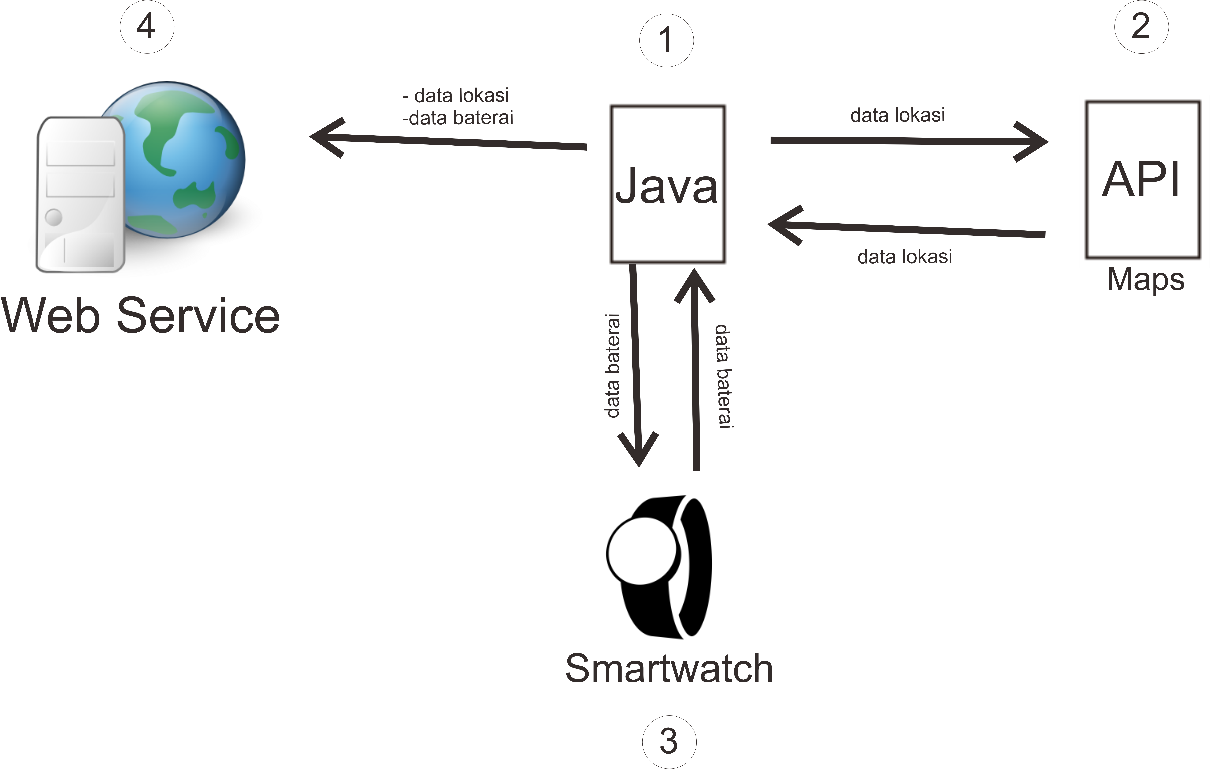 4
1
2
- data lokasi
-data baterai
data lokasi
Java
API
data lokasi
Maps
Web Service
data baterai
data baterai
Smartwatch
3